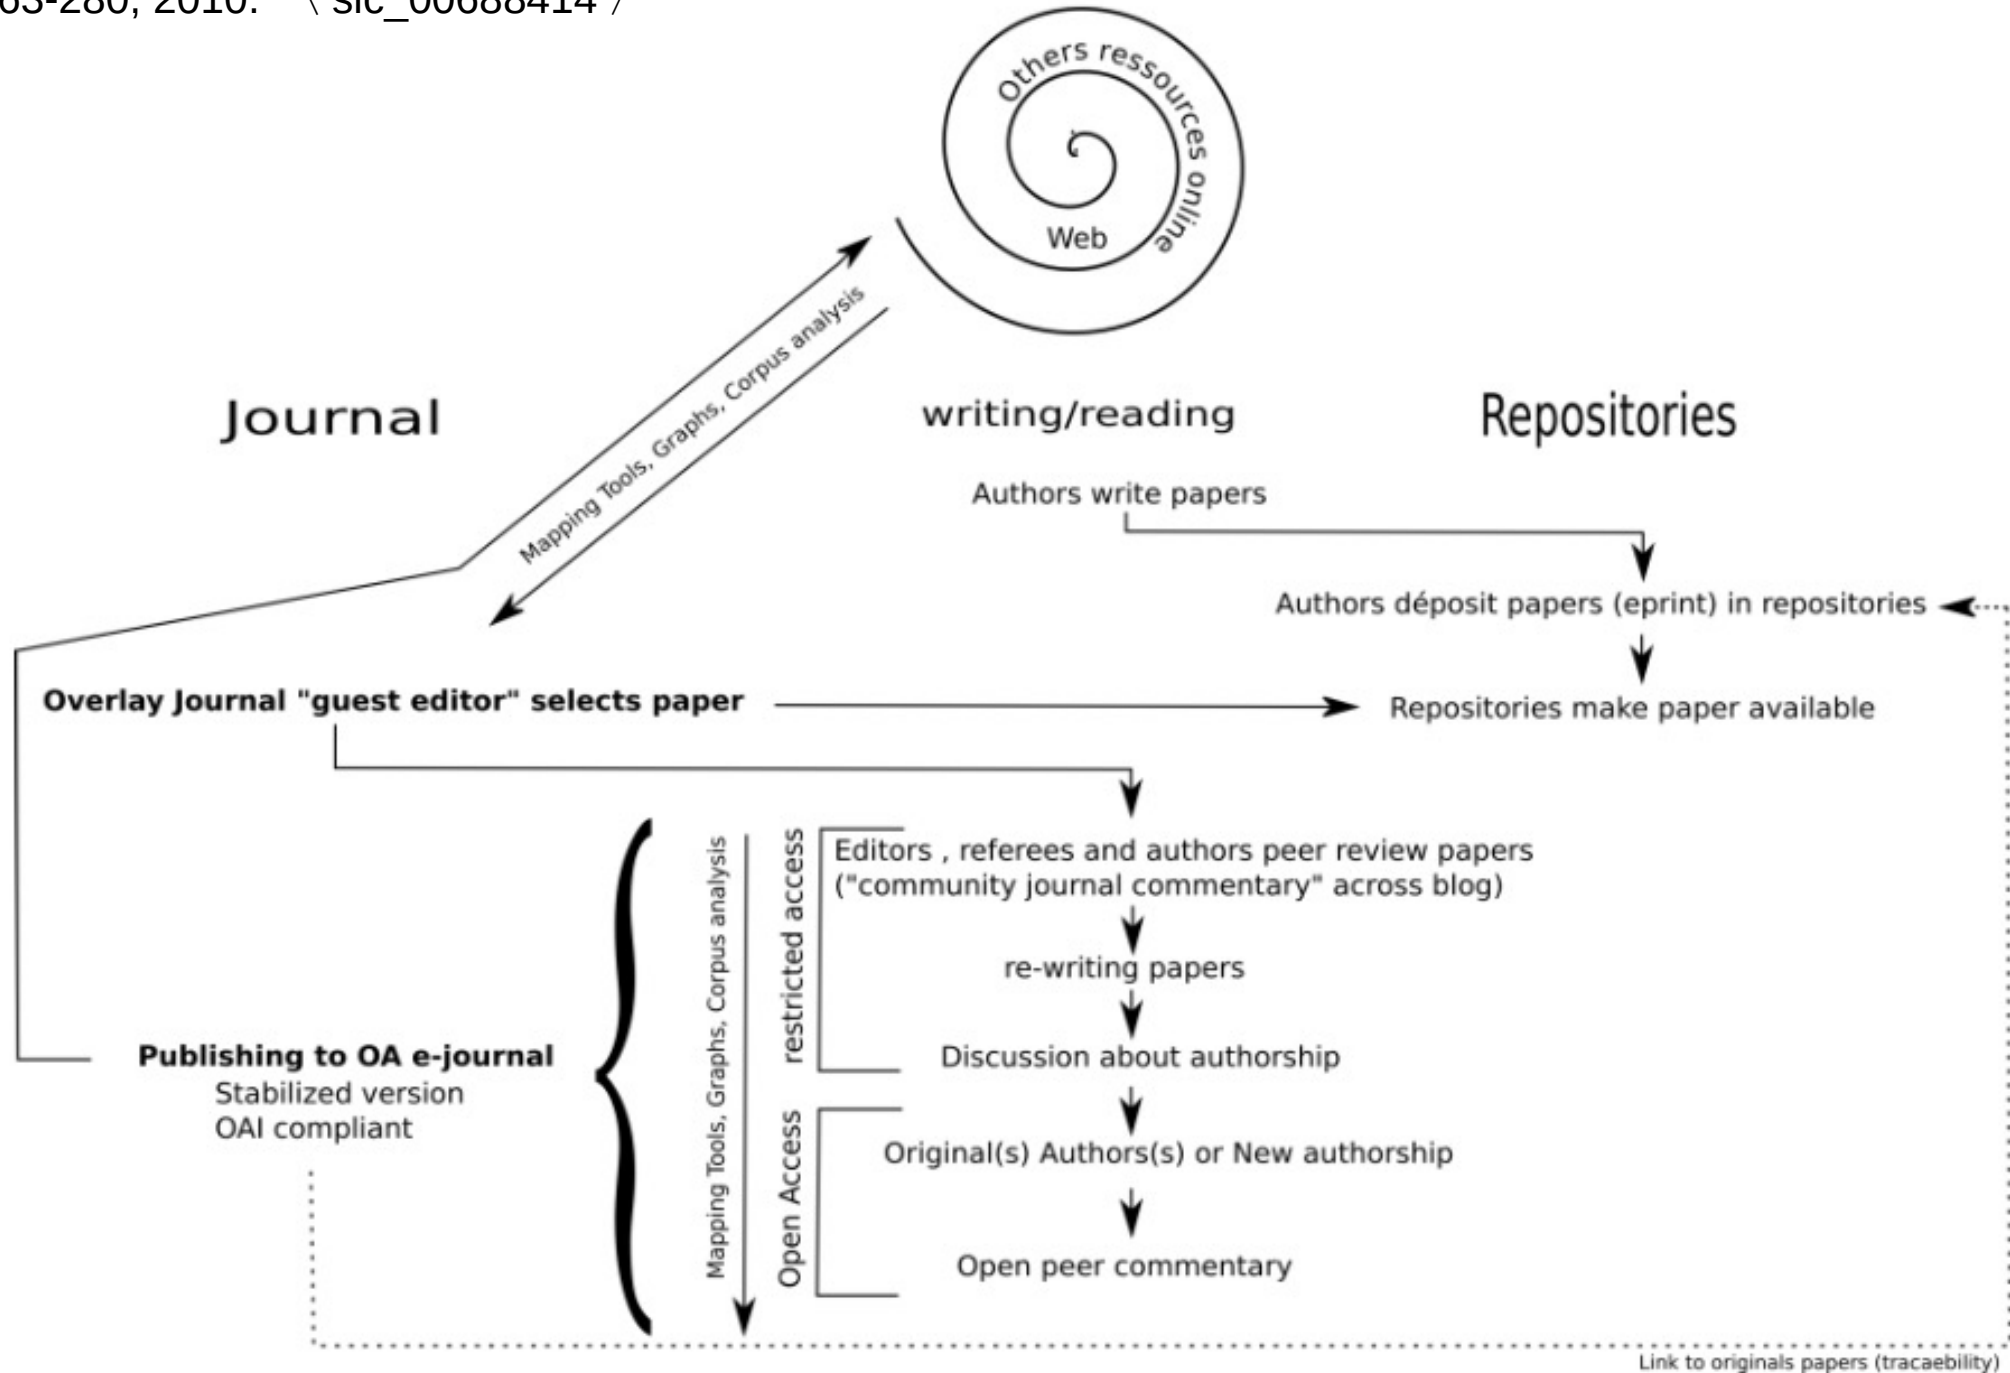 63-280, 2010. 〈 sic_00688414 〉
Others ressources online
Web
Mapping Tools, Graphs, Corpus analysis
Journal
writing/reading
Repositories
Authors write papers
Authors déposit papers (eprint) in repositories
Overlay Journal "guest editor" selects paper
Repositories make paper available
Mapping Tools, Graphs, Corpus analysis
restricted access
Editors , referees and authors peer review papers
("community journal commentary" across blog)
re-writing papers
Discussion about authorship
Publishing to OA e-journal
Stabilized version
OAI compliant
Open Access
Original(s) Authors(s) or New authorship
Open peer commentary
Link to originals papers (tracaebility)